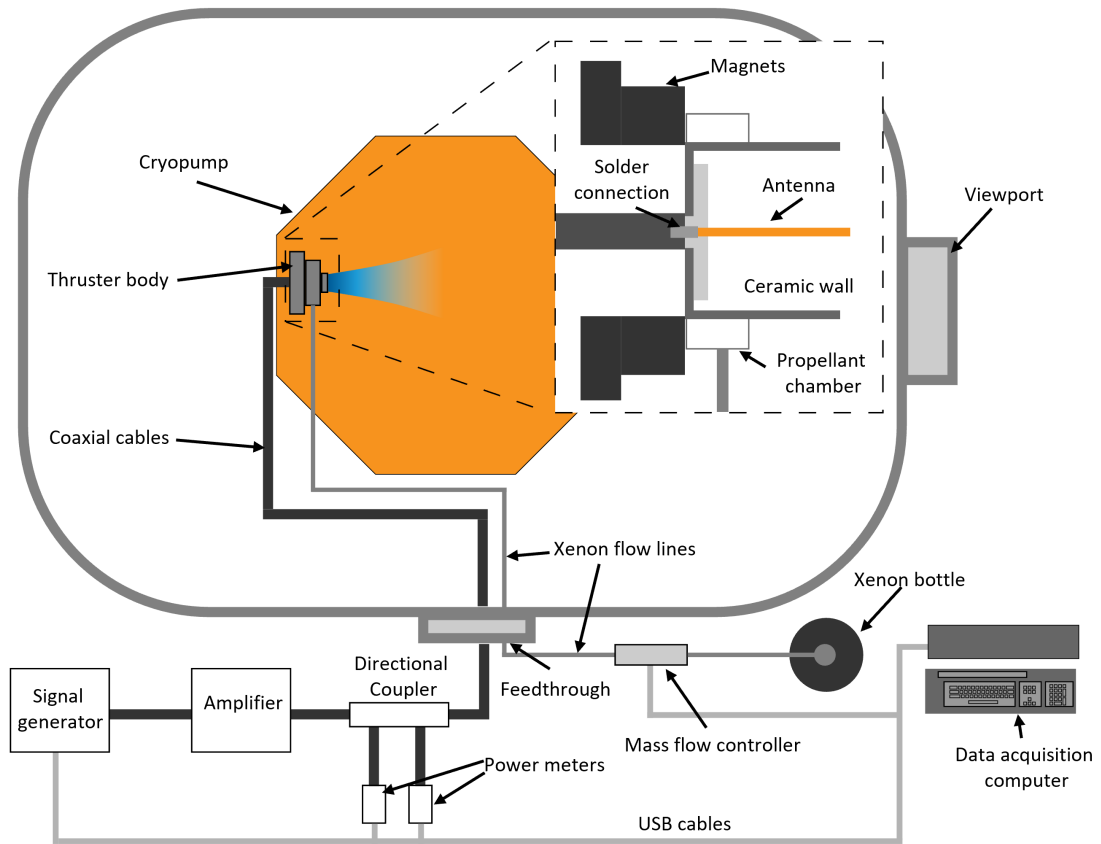 Magnets
Cryopump
Solder
connection
Antenna
Viewport
Thruster body
Ceramic wall
Propellant
chamber
Coaxial cables
Xenon flow lines
Xenon bottle
Directional
Coupler
Signal
generator
Amplifier
Feedthrough
Mass flow controller
Data acquisition
computer
Power meters
USB cables